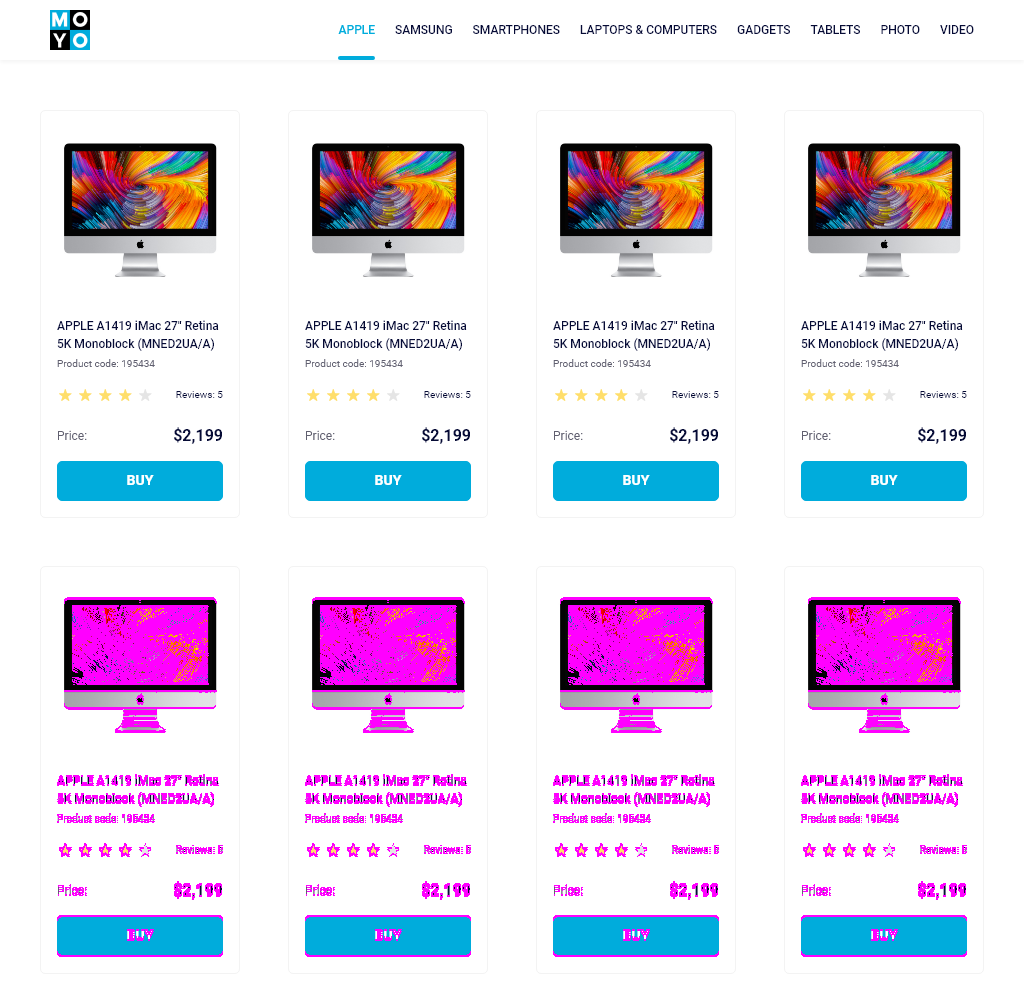 MOYO
APPLE SAMSUNG SMARTPHONES LAPTOPS & COMPUTERS GADGETS TABLETS PHOTO VIDEO
APPLE A1419 iMac 27" Retina
5K Monoblock (MNED2UA/A)
Product code: 195434
Reviews: 5
Price: $2,199
BUY
APPLE A1419 iMac 27" Retina
5K Monoblock (MNED2UA/A)
Product code: 195434
Reviews: 5
Price: $2,199
BUY
APPLE A1419 iMac 27" Retina
5K Monoblock (MNED2UA/A)
Product code: 195434
Reviews: 5
Price: $2,199
BUY
APPLE A1419 iMac 27" Retina
5K Monoblock (MNED2UA/A)
Product code: 195434
Reviews: 5
Price: $2,199
BUY
APPLE A1419 iMac 27" Retina
5K Monoblock (MNED2UA/A)
Product code: 195434
Reviews: 5
Price: $2,199
BUY
APPLE A1419 iMac 27" Retina
5K Monoblock (MNED2UA/A)
Product code: 195434
Reviews: 5
Price: $2,199
BUY
APPLE A1419 iMac 27" Retina
5K Monoblock (MNED2UA/A)
Product code: 195434
Reviews: 5
Price: $2,199
BUY
APPLE A1419 iMac 27" Retina
5K Monoblock (MNED2UA/A)
Product code: 195434
Reviews: 5
Price: $2,199
BUY